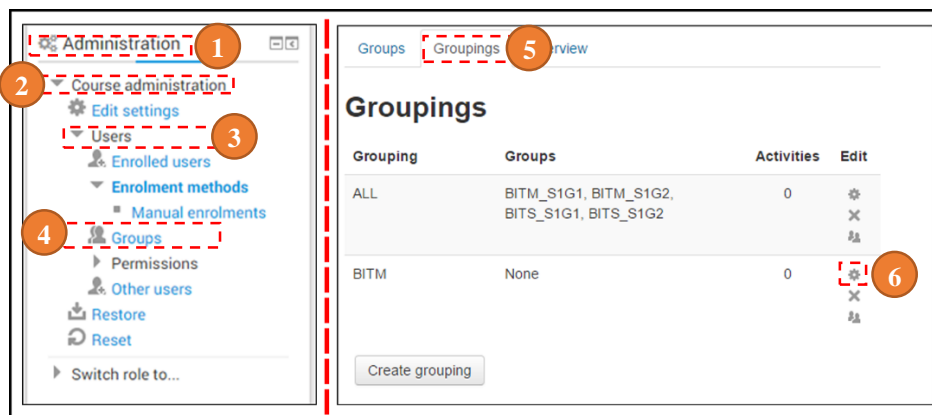 Administration 1
2 Course administration
Edit settings
Users 3
Enrolled users
Enrolment methods
Manual enrolments
4 Groups
Permissions
Other users
Restore
Reset
Switch role to...
Groups Groupings 5
Groupings
Grouping Groups Activities Edit
ALL BITM_S1G1, BITM_S1G2, 0
BITS_S1G1, BITS_S1G2
BITM None 0 6
Create grouping